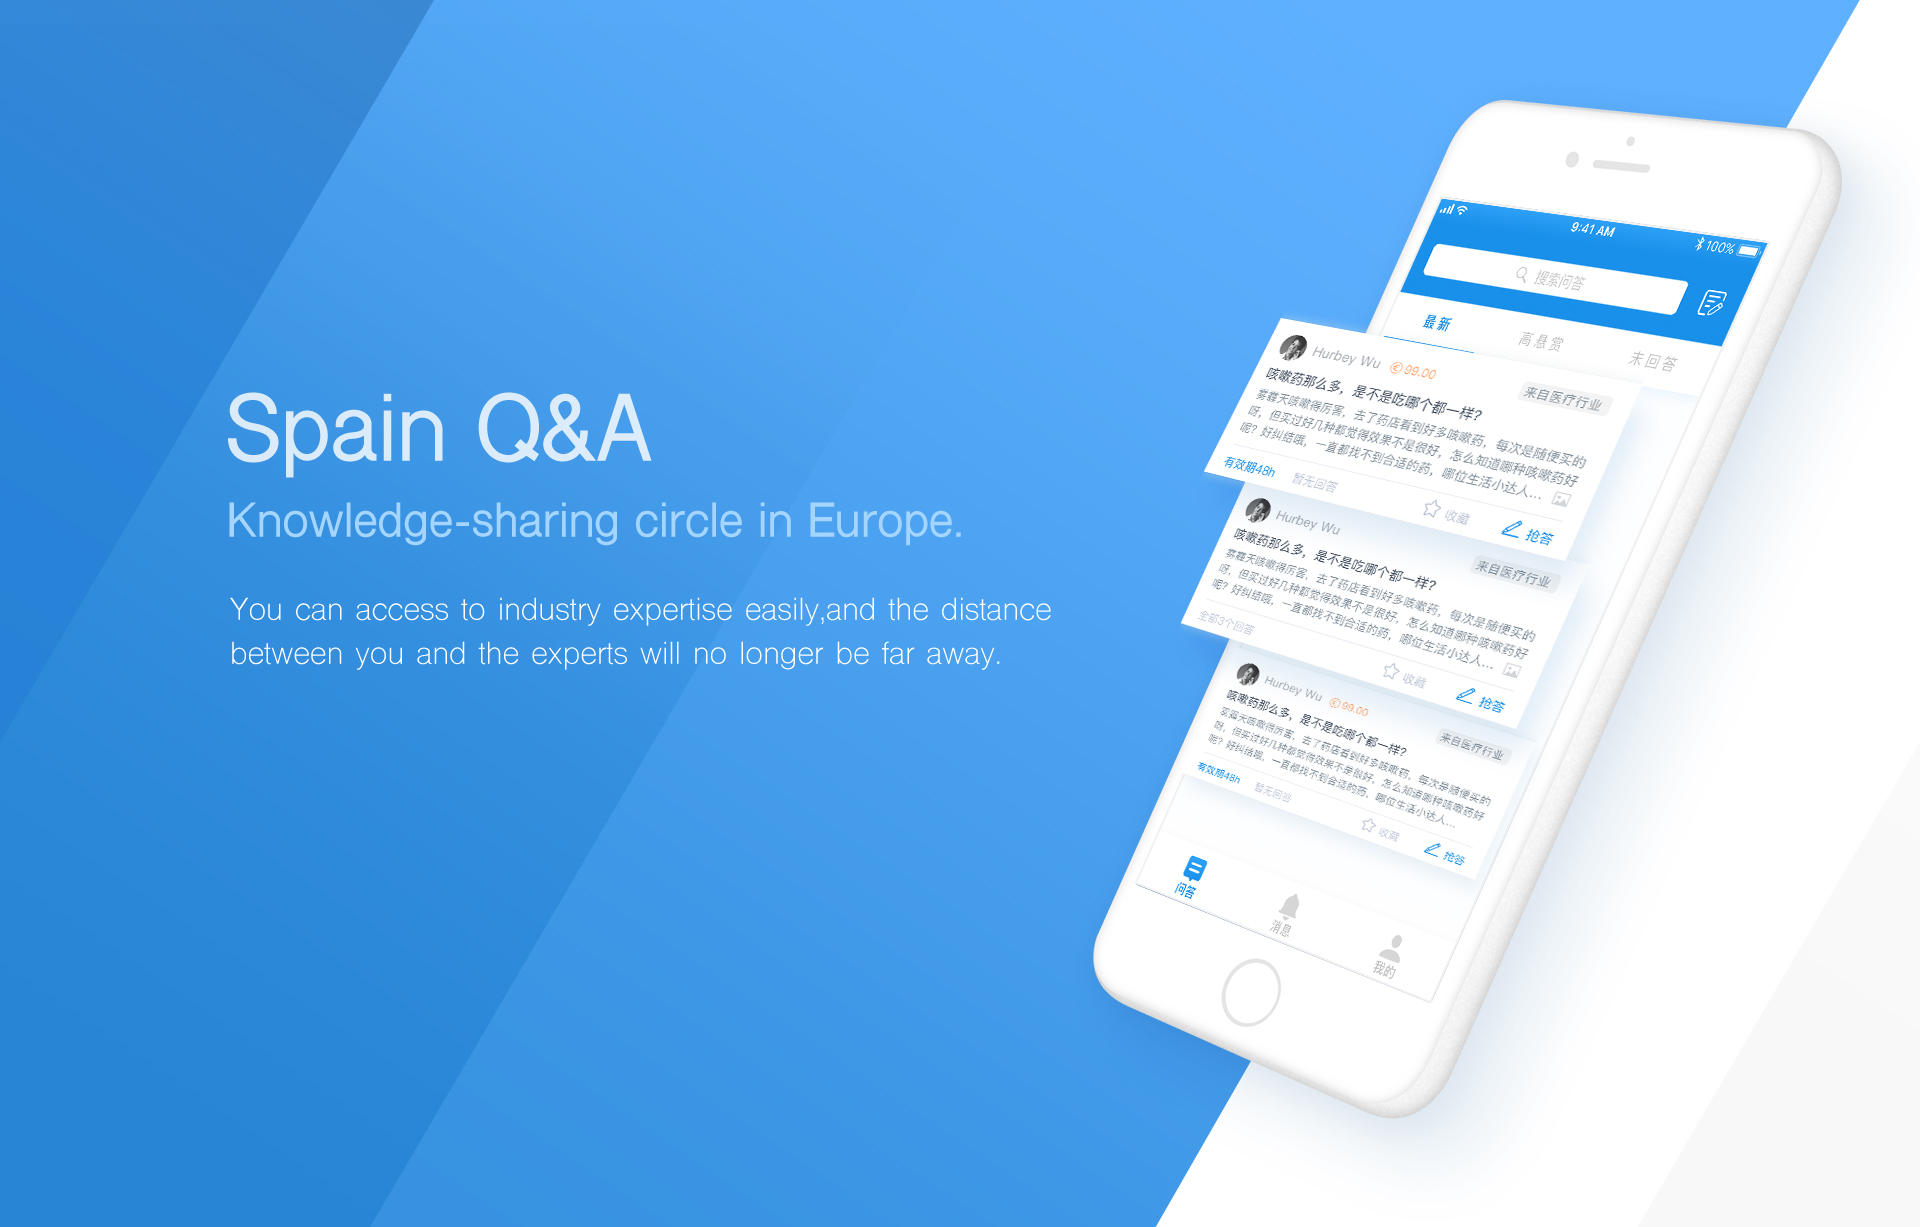 Spain Q&A
Knowledge-sharing circle in Europe.
You can access to industry expertise easily,and the distance
between you and the experts will no longer be far away.
9:41 AM
100%
搜索问答
最新
高悬赏
未回答
Hurbey Wu
€99.00
咳嗽药那么多，是不是吃哪个都一样？
来自医疗行业
雾霾天咳嗽得厉害，去了药店看到好多咳嗽药，每次是随便买的
呀，但买过好几种都觉得效果不是很好，怎么知道哪种咳嗽药好
呢？好纠结哦，一直都找不到合适的药，哪位生活小达人...
有效期48h
暂无回答
收藏
抢答
Hurbey Wu
咳嗽药那么多，是不是吃哪个都一样？
来自医疗行业
雾霾天咳嗽得厉害，去了药店看到好多咳嗽药，每次是随便买的
呀，但买过好几种都觉得效果不是很好，怎么知道哪种咳嗽药好
呢？好纠结哦，一直都找不到合适的药，哪位生活小达人...
全部3个回答
收藏
抢答
Hurbey Wu
€99.00
咳嗽药那么多，是不是吃哪个都一样？
来自医疗行业
雾霾天咳嗽得厉害，去了药店看到好多咳嗽药，每次是随便买的
呀，但买过好几种都觉得效果不是很好，怎么知道哪种咳嗽药好
呢？好纠结哦，一直都找不到合适的药，哪位生活小达人...
有效期48h
暂无回答
收藏
抢答
问答
消息
我的